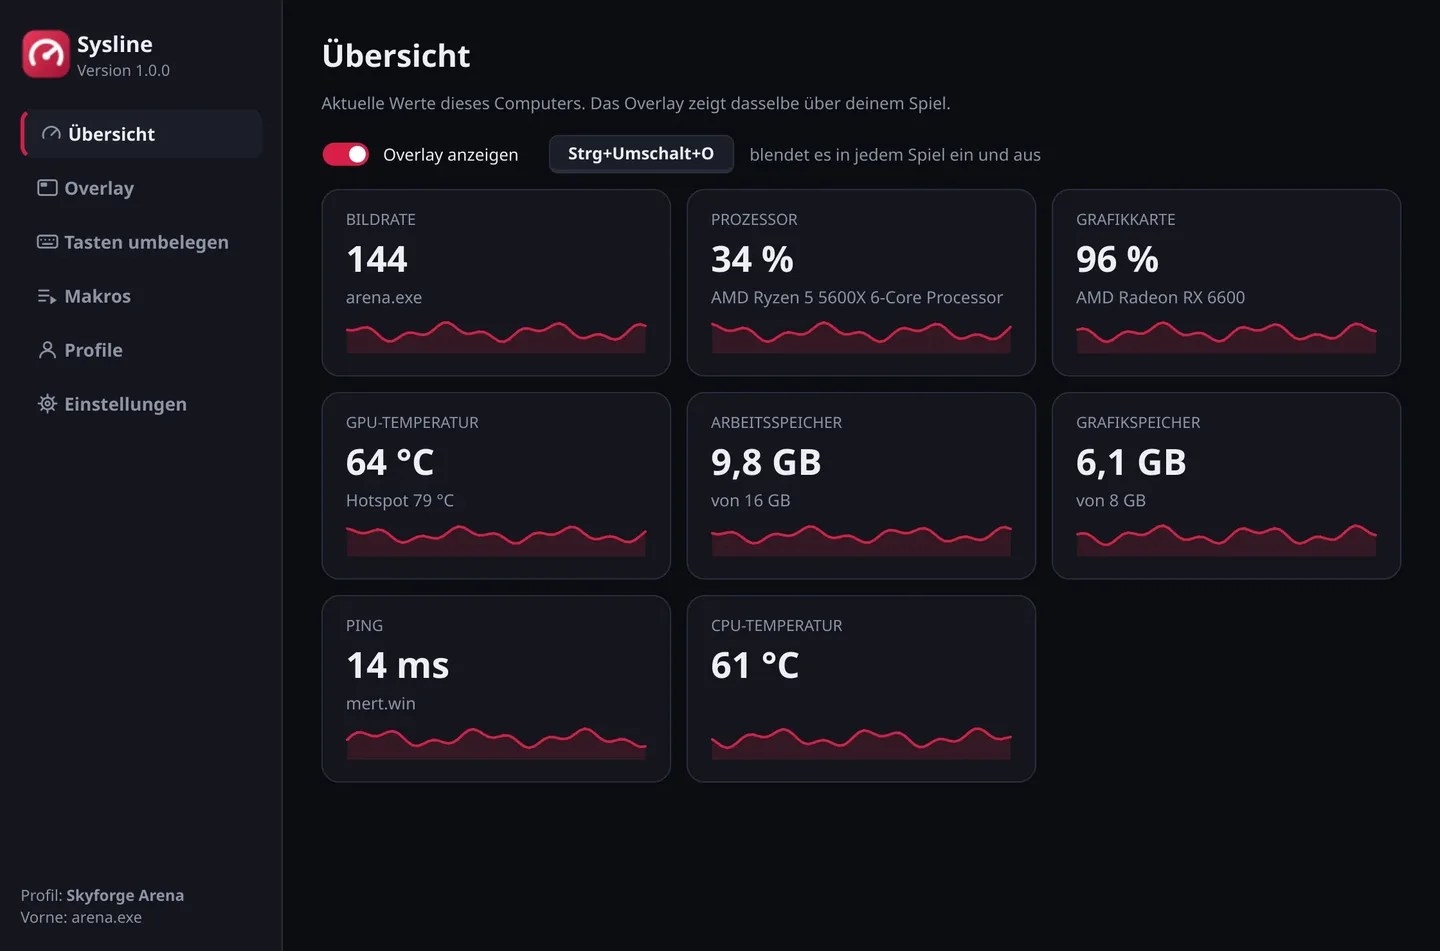 Sysline
Version 1.0.0
Übersicht
Overlay
Tasten umbelegen
Makros
Profile
Einstellungen
Profil: Skyforge Arena
Vorne: arena.exe
Übersicht
Aktuelle Werte dieses Computers. Das Overlay zeigt dasselbe über deinem Spiel.
Overlay anzeigen
Strg+Umschalt+O
blendet es in jedem Spiel ein und aus
BILDRATE
144
arena.exe
PROZESSOR
34 %
AMD Ryzen 5 5600X 6-Core Processor
GRAFIKKARTE
96 %
AMD Radeon RX 6600
GPU-TEMPERATUR
64 °C
Hotspot 79 °C
ARBEITSSPEICHER
9,8 GB
von 16 GB
GRAFIKSPEICHER
6,1 GB
von 8 GB
PING
14 ms
mert.win
CPU-TEMPERATUR
61 °C